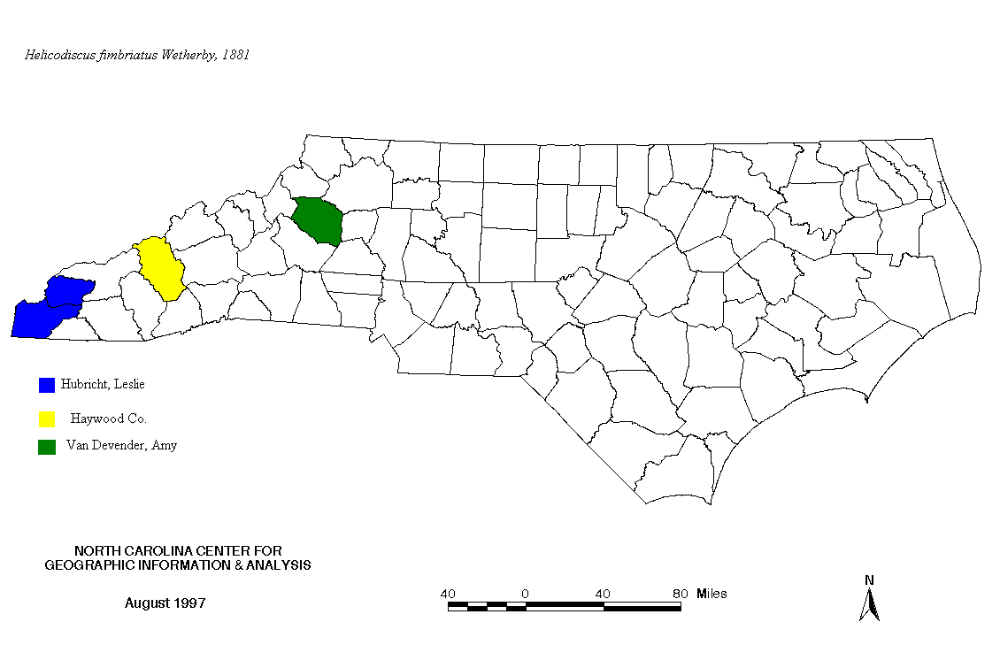 Helicodiscus fimbriatus Wetherby, 1881
Hubricht, Leslie
Haywood Co.
Van Devender, Amy
NORTH CAROLINA CENTER FOR
GEOGRAPHIC INFORMATION & ANALYSIS
August 1997
40 0 40 80 Miles
N